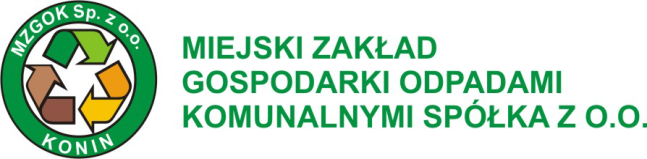 MZGOK Sp. z o.o.
KONIN
MIEJSKI ZAKŁAD
GOSPODARKI ODPADAMI
KOMUNALNYMI SPÓŁKA Z O.O.